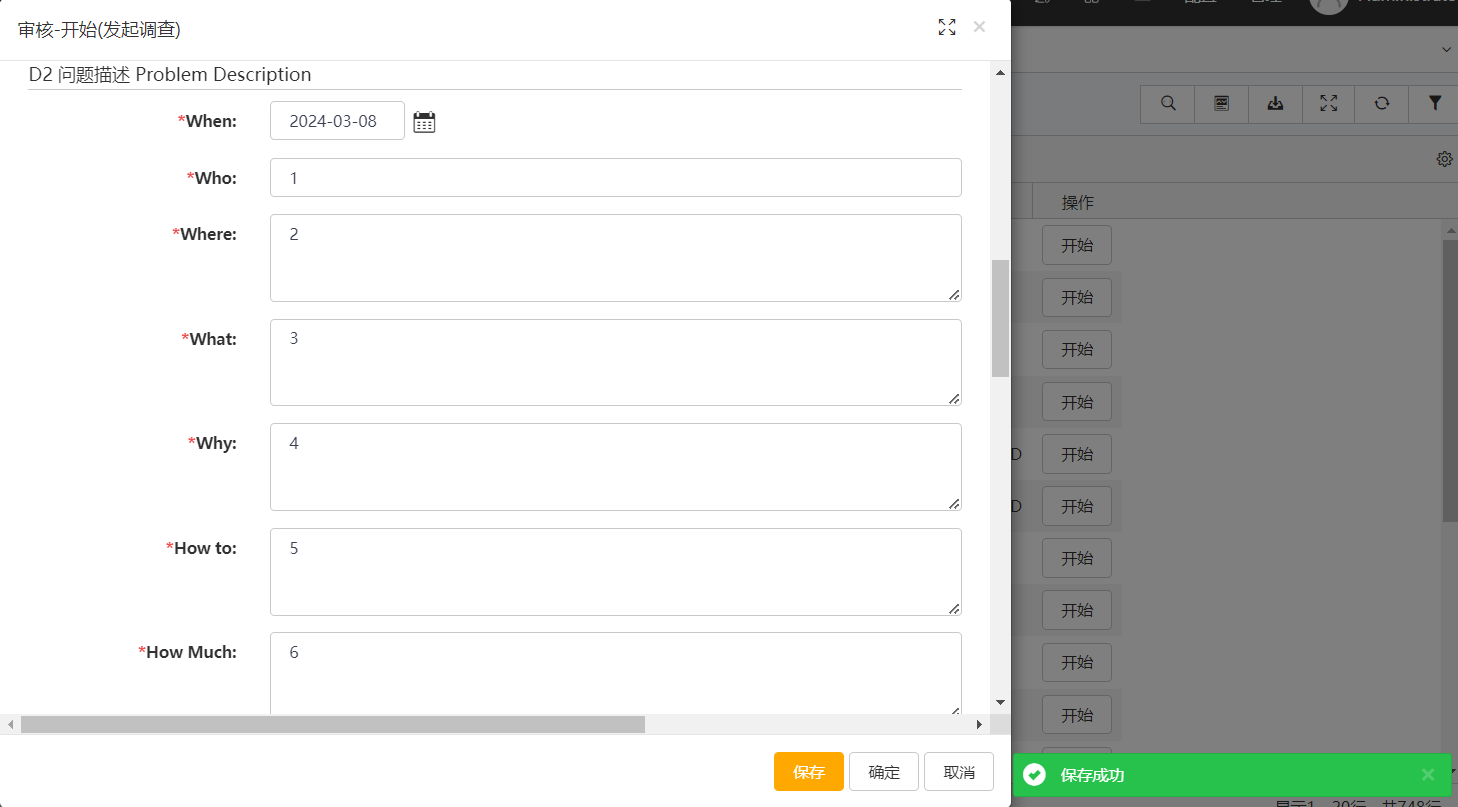 审核-开始(发起调查)
D2 问题描述 Problem Description
*When: 2024-03-08
*Who: 1
*Where: 2
*What: 3
*Why: 4
*How to: 5
*How Much: 6
保存 确定 取消
操作
开始
开始
开始
开始
D 开始
D 开始
开始
开始
开始
开始
保存成功